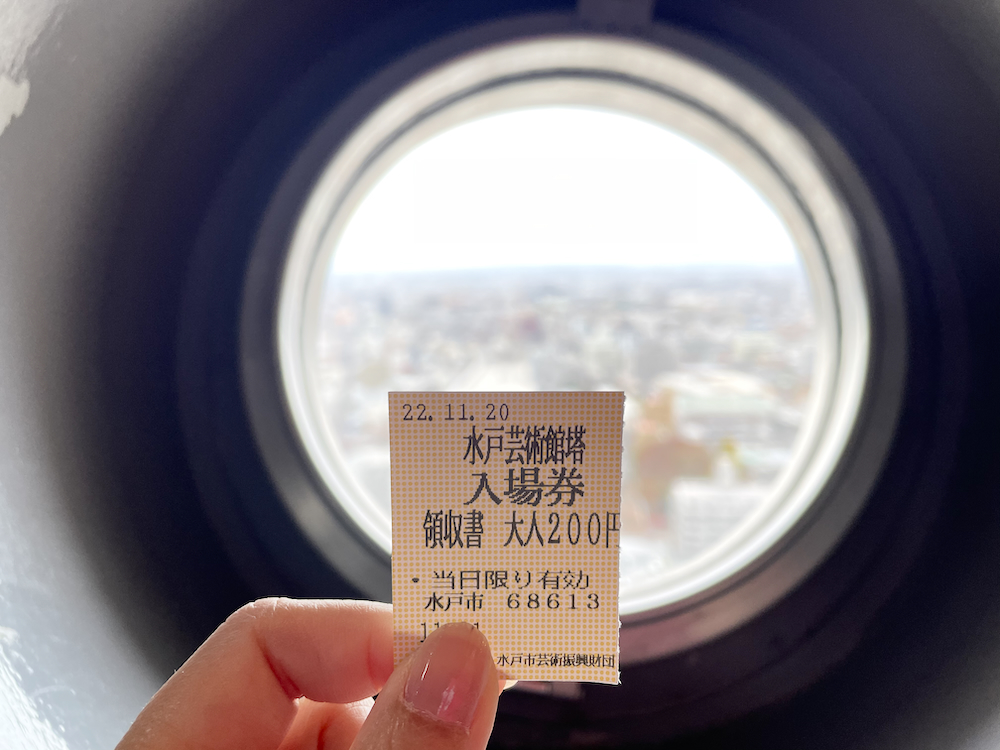 22.11.20
水戸芸術館塔
入場券
領収書 大人200円
・当日限り有効
水戸市 68613
水戸市芸術振興財団